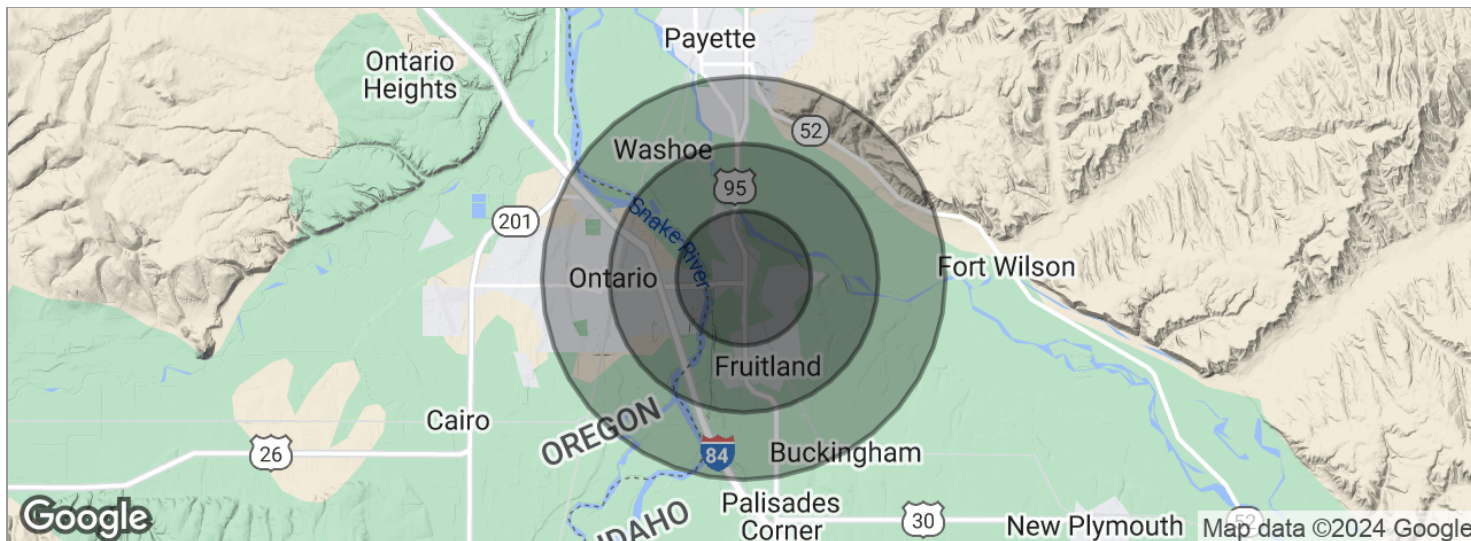 Payette
Ontario
Heights
52
Washoe
95
201
Snake River
Fort Wilson
Ontario
Fruitland
Cairo
OREGON
26
84
Buckingham
Palisades
Corner
IDAHO
30
New Plymouth
52
Google
Map data ©2024 Google